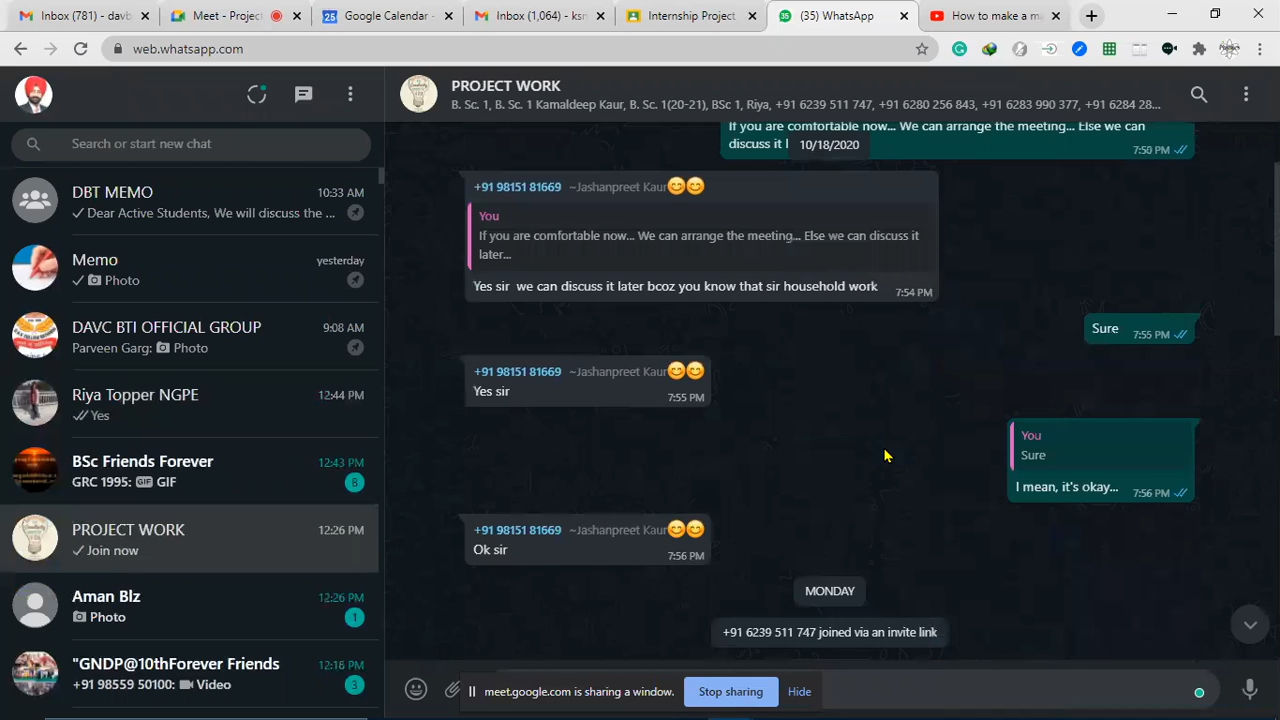 Inbox (781) - davb
Meet - Projec
Google Calendar -
Inbox (1,064) - ksr
Internship Project
(35) WhatsApp
How to make a m
web.whatsapp.com
PROJECT WORK
B. Sc. 1, B. Sc. 1 Kamaldeep Kaur, B. Sc. 1(20-21), BSc 1, Riya, +91 6239 511 747, +91 6280 256 843, +91 6283 990 377, +91 6284 28...
Search or start new chat
DBT MEMO
10:33 AM
Dear Active Students, We will discuss the ...
Memo
yesterday
Photo
DAVC BTI OFFICIAL GROUP
9:08 AM
Parveen Garg: Photo
Riya Topper NGPE
12:44 PM
Yes
BSc Friends Forever
12:43 PM
GRC 1995: GIF GIF
8
PROJECT WORK
12:26 PM
Join now
Aman Blz
12:26 PM
Photo
1
"GNDP@10thForever Friends
12:18 PM
+91 98559 50100: Video
3
If you are comfortable now... We can arrange the meeting... Else we can
discuss it l
7:50 PM
10/18/2020
+91 98151 81669 ~Jashanpreet Kaur😊😊
You
If you are comfortable now... We can arrange the meeting... Else we can discuss it
later...
Yes sir we can discuss it later bcoz you know that sir household work
7:54 PM
Sure
7:55 PM
+91 98151 81669 ~Jashanpreet Kaur😊😊
Yes sir
7:55 PM
You
Sure
I mean, it's okay...
7:56 PM
+91 98151 81669 ~Jashanpreet Kaur😊😊
Ok sir
7:56 PM
MONDAY
+91 6239 511 747 joined via an invite link
meet.google.com is sharing a window.
Stop sharing
Hide